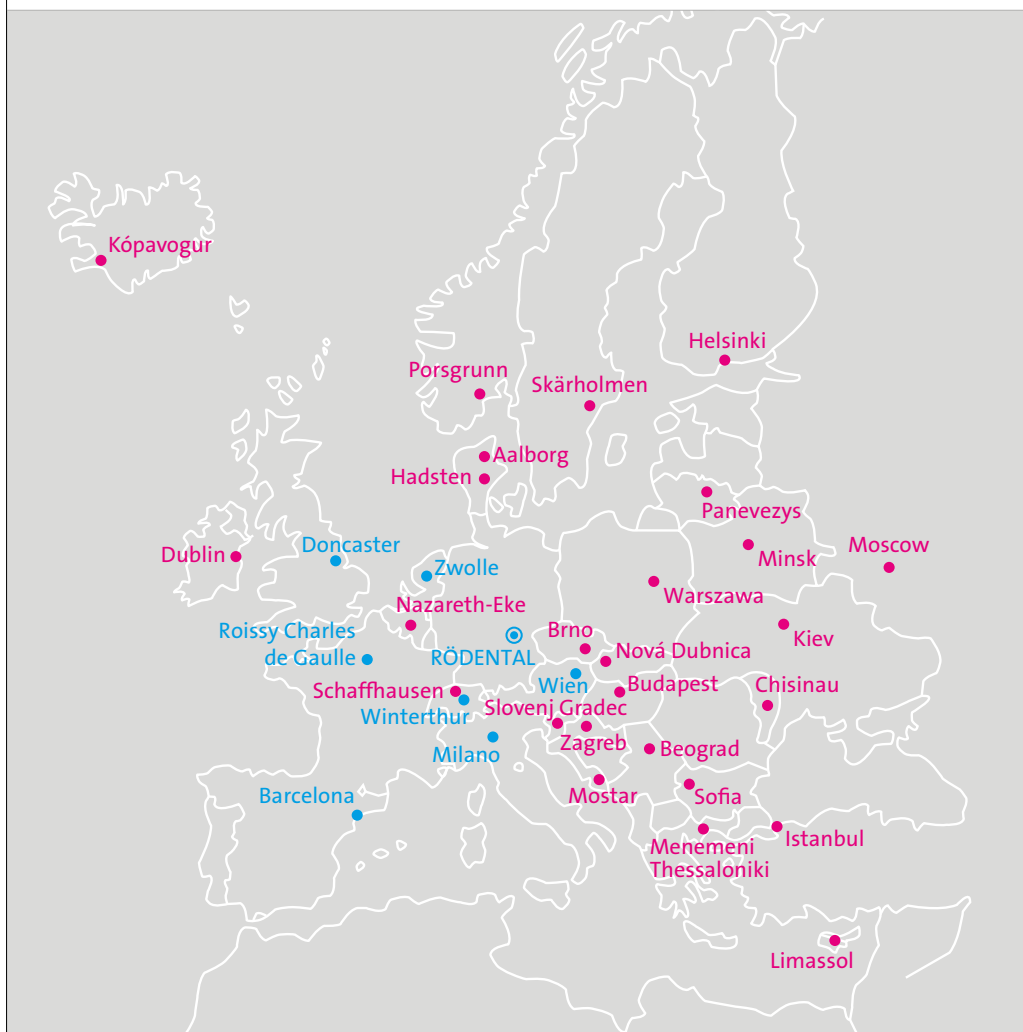 Kópavogur
Helsinki
Porsgrunn
Skärholmen
Aalborg
Hadsten
Panevezys
Dublin
Doncaster
Minsk
Moscow
Zwolle
Warszawa
Nazareth-Eke
Roissy Charles
de Gaulle
RÖDENTAL
Brno
Kiev
Nová Dubnica
Schaffhausen
Wien
Budapest
Chisinau
Winterthur
Slovenj Gradec
Milano
Zagreb
Beograd
Barcelona
Mostar
Sofia
Menemeni
Thessaloniki
Istanbul
Limassol